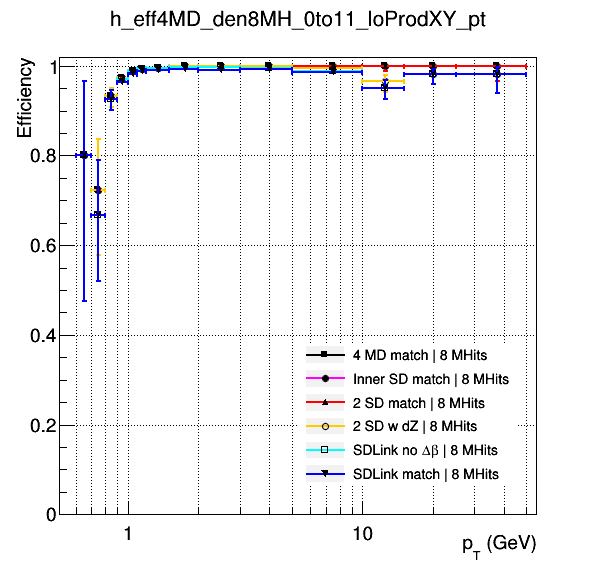 h_eff4MD_den8MH_0to11_loProdXY_pt
Efficiency
1
0.8
0.6
0.4
0.2
0
4 MD match | 8 MHits
Inner SD match | 8 MHits
2 SD match | 8 MHits
2 SD w dZ | 8 MHits
SDLink no Δβ | 8 MHits
SDLink match | 8 MHits
1 10
p_T (GeV)